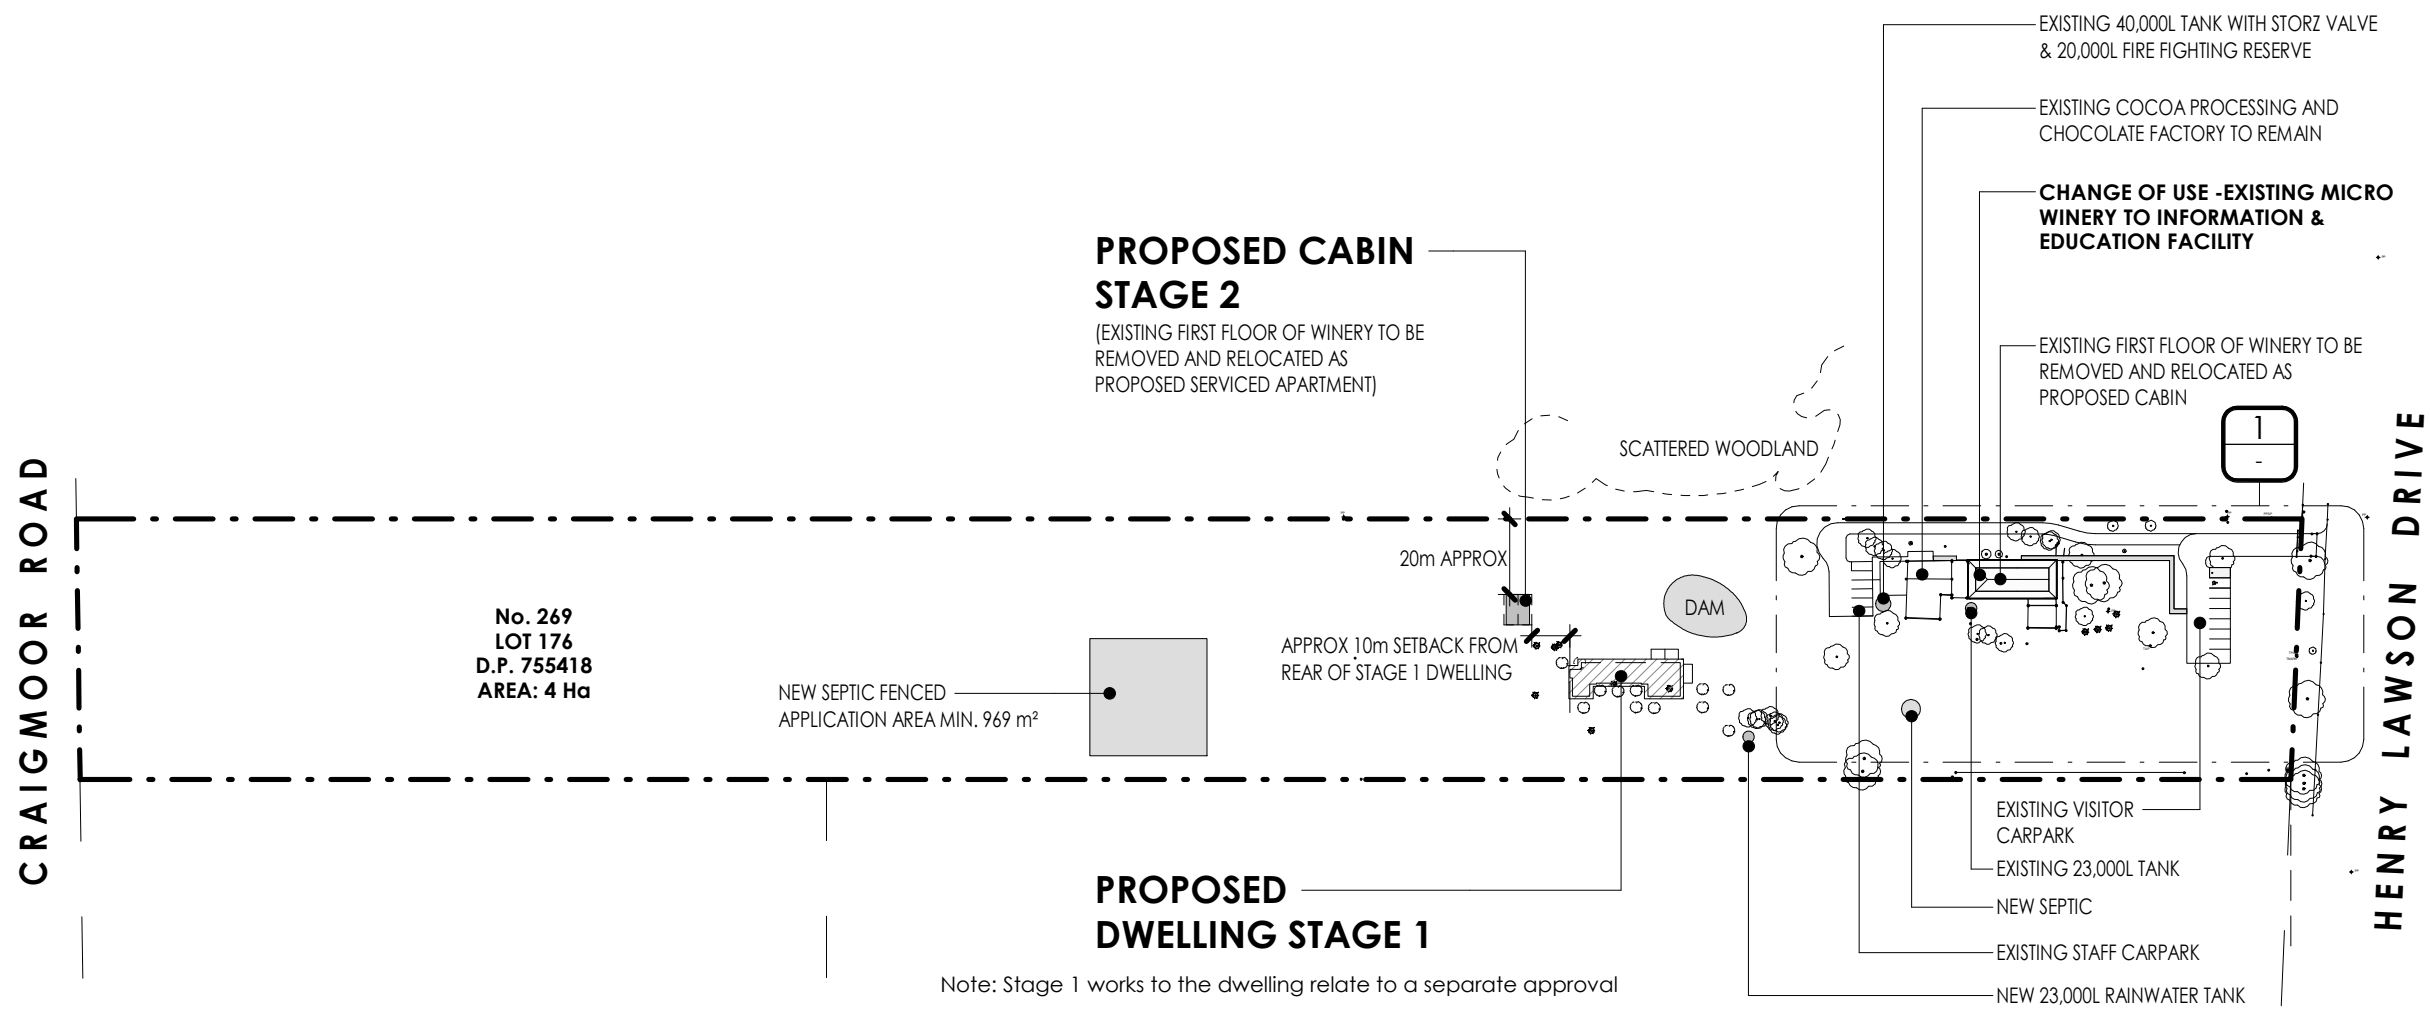 EXISTING 40,000L TANK WITH STORZ VALVE
& 20,000L FIRE FIGHTING RESERVE
EXISTING COCOA PROCESSING AND
CHOCOLATE FACTORY TO REMAIN
CHANGE OF USE -EXISTING MICRO
WINERY TO INFORMATION &
EDUCATION FACILITY
PROPOSED CABIN
STAGE 2
(EXISTING FIRST FLOOR OF WINERY TO BE
REMOVED AND RELOCATED AS
PROPOSED SERVICED APARTMENT)
EXISTING FIRST FLOOR OF WINERY TO BE
REMOVED AND RELOCATED AS
PROPOSED CABIN
1
-
SCATTERED WOODLAND
CRAIGMOOR ROAD
HENRY LAWSON DRIVE
20m APPROX
DAM
No. 269
LOT 176
D.P. 755418
AREA: 4 Ha
APPROX 10m SETBACK FROM
REAR OF STAGE 1 DWELLING
NEW SEPTIC FENCED
APPLICATION AREA MIN. 969 m²
EXISTING VISITOR
CARPARK
EXISTING 23,000L TANK
NEW SEPTIC
EXISTING STAFF CARPARK
NEW 23,000L RAINWATER TANK
PROPOSED
DWELLING STAGE 1
Note: Stage 1 works to the dwelling relate to a separate approval